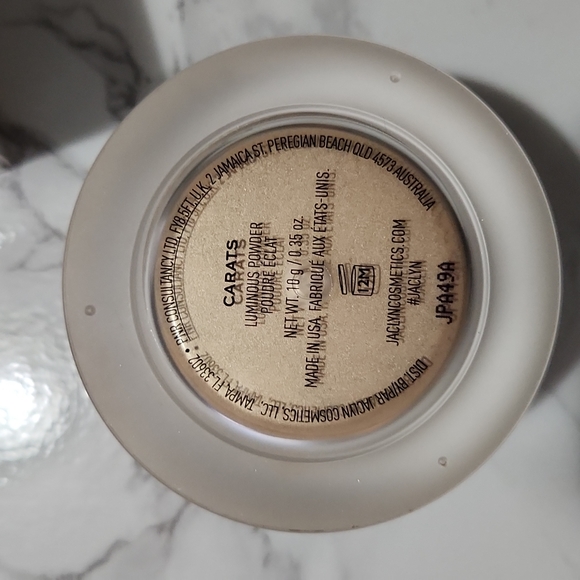 CARATS
LUMINOUS POWDER
POUDRE ÉCLAT
NET WT. 10 g / 0.35 oz.
MADE IN USA. FABRIQUÉ AUX ÉTATS-UNIS.
12M
JACLYNCOSMETICS.COM
#JACLYN
JPA49A
DIST. BY/PAR. JACLYN COSMETICS, LLC, TAMPA, FL 33602 • CONSULTANCY LTD, FY8 5FT, U.K. 2 JAMAICA ST, PEREGIAN BEACH QLD 4573 AUSTRALIA